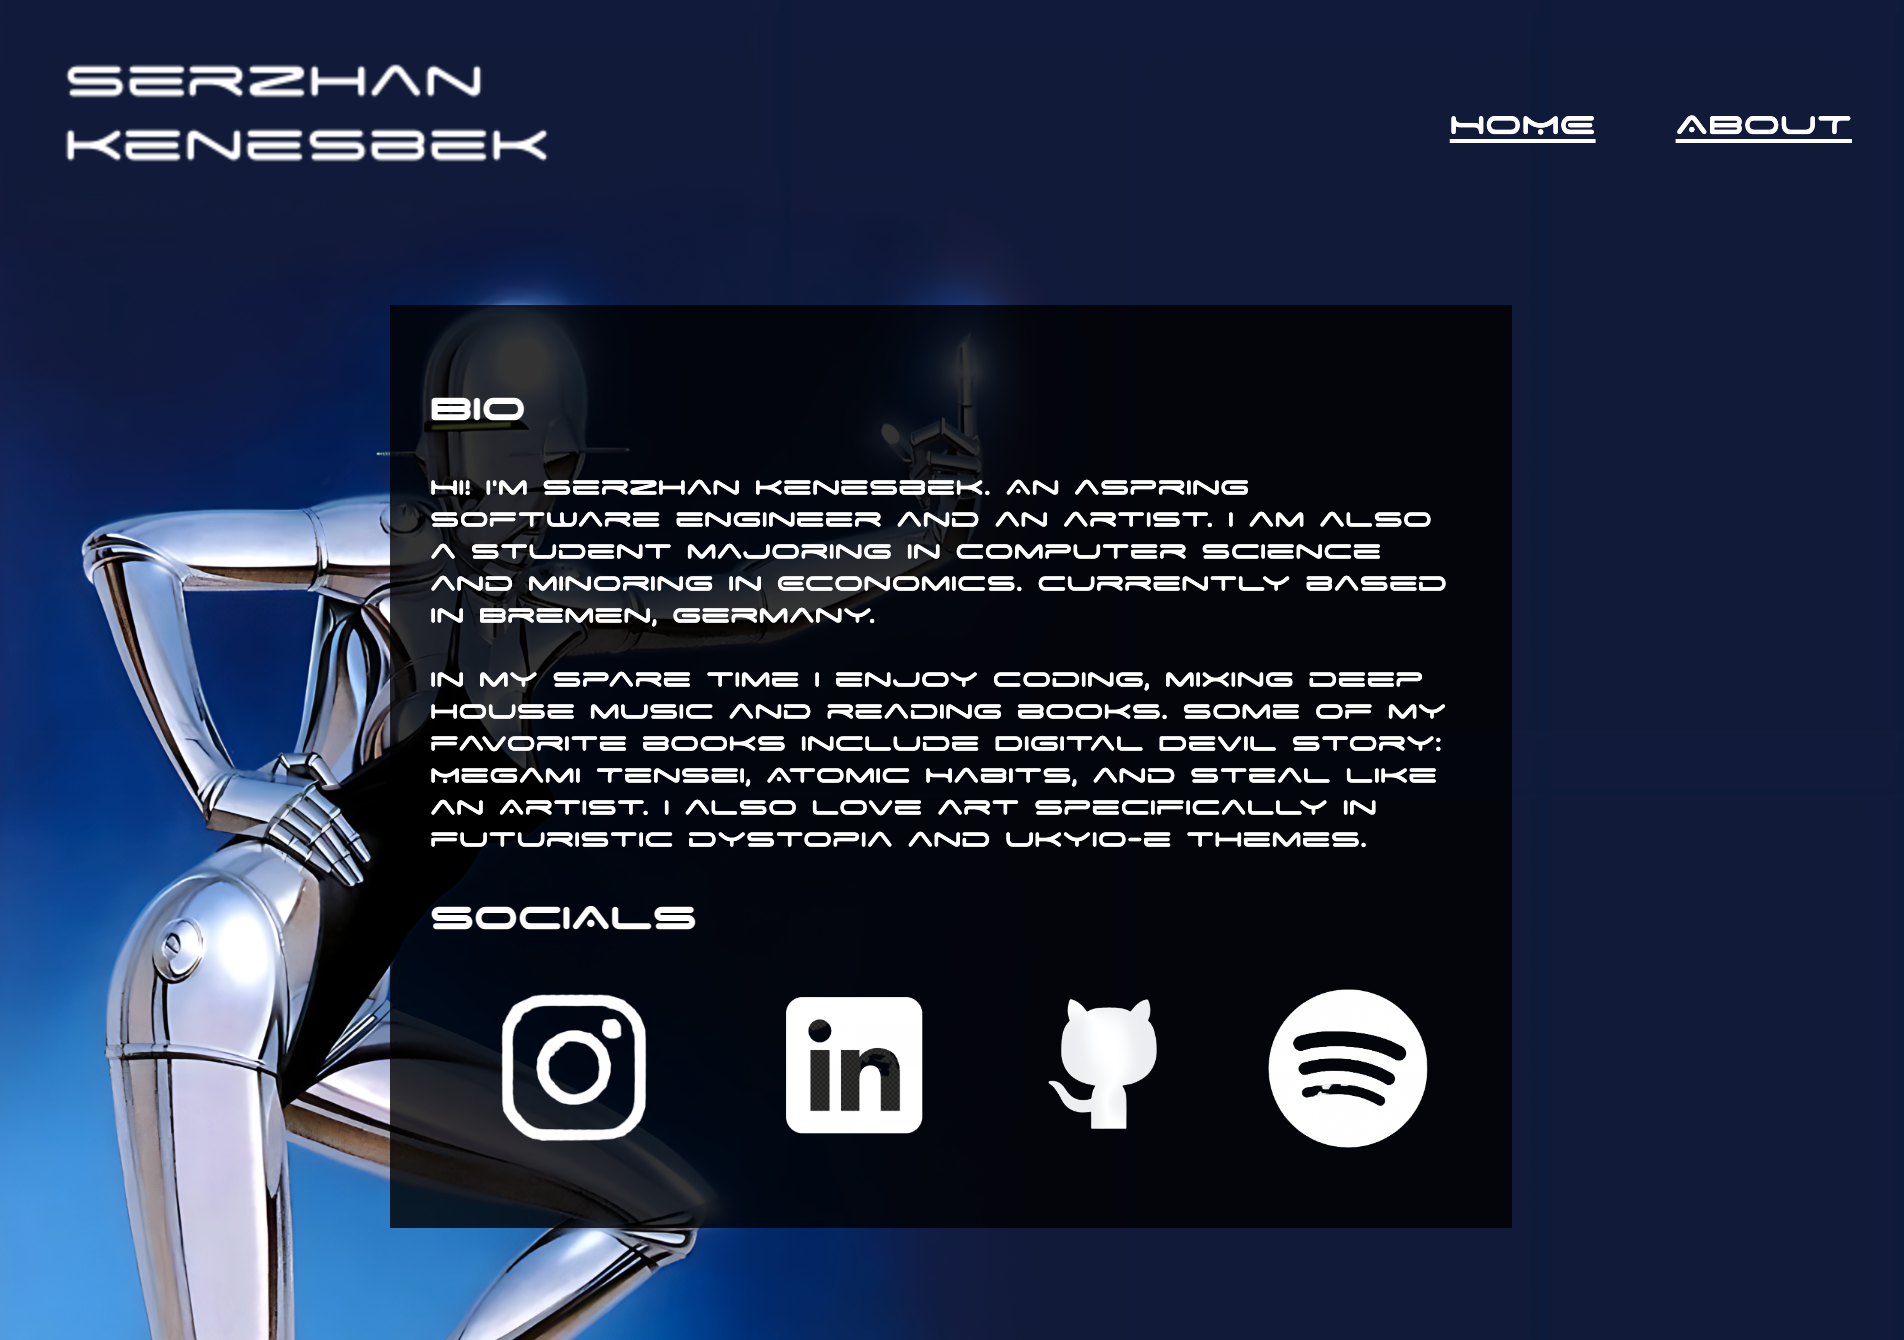 SERZHAN
KENESBEK
HOME
ABOUT
BIO
HI! I'M SERZHAN KENESBEK. AN ASPRING
SOFTWARE ENGINEER AND AN ARTIST. I AM ALSO
A STUDENT MAJORING IN COMPUTER SCIENCE
AND MINORING IN ECONOMICS. CURRENTLY BASED
IN BREMEN, GERMANY.
IN MY SPARE TIME I ENJOY CODING, MIXING DEEP
HOUSE MUSIC AND READING BOOKS. SOME OF MY
FAVORITE BOOKS INCLUDE DIGITAL DEVIL STORY:
MEGAMI TENSEI, ATOMIC HABITS, AND STEAL LIKE
AN ARTIST. I ALSO LOVE ART SPECIFICALLY IN
FUTURISTIC DYSTOPIA AND UKYIO-E THEMES.
SOCIALS
in